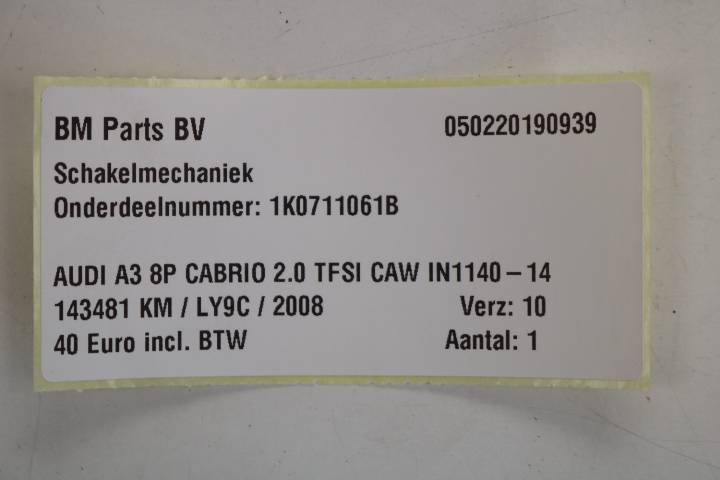 BM Parts BV 050220190939
Schakelmechaniek
Onderdeelnummer: 1K0711061B
AUDI A3 8P CABRIO 2.0 TFSI CAW IN1140 – 14
143481 KM / LY9C / 2008 Verz: 10
40 Euro incl. BTW Aantal: 1